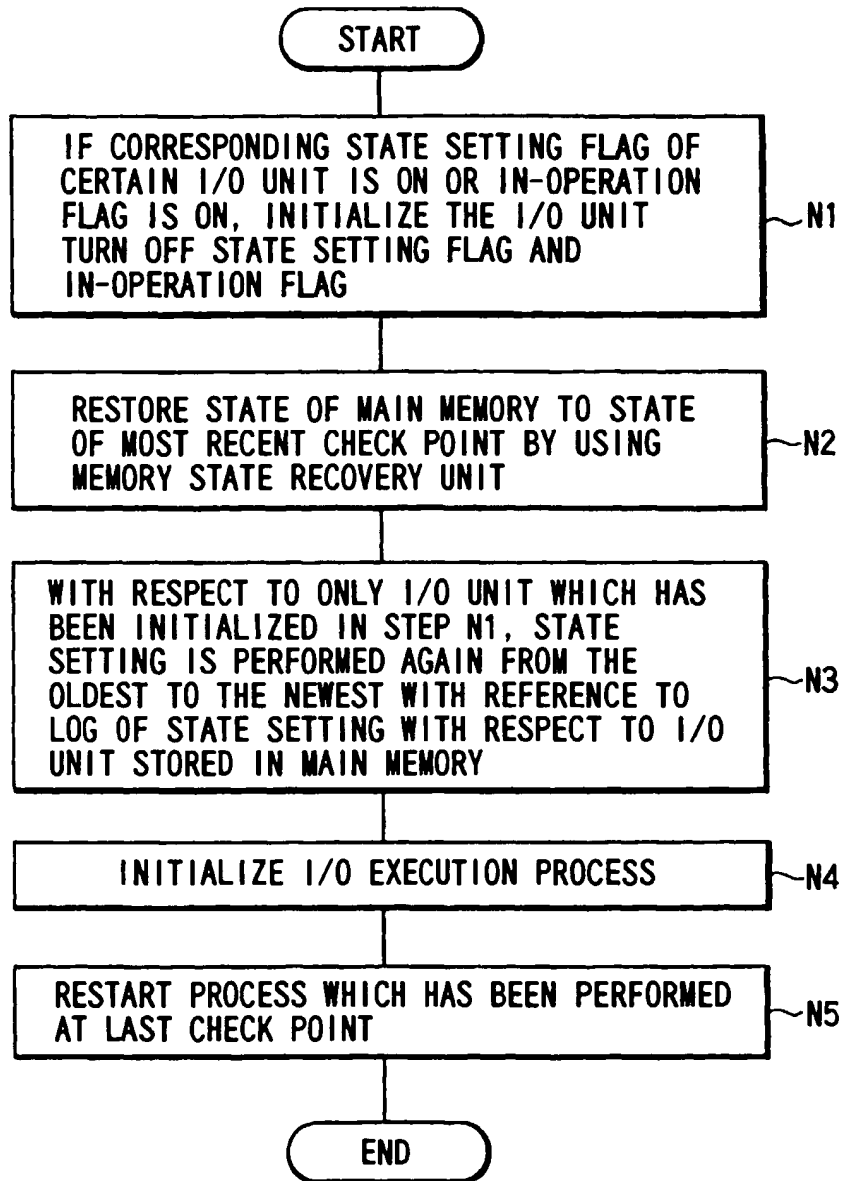 START
IF CORRESPONDING STATE SETTING FLAG OF
CERTAIN I/O UNIT IS ON OR IN-OPERATION
FLAG IS ON, INITIALIZE THE I/O UNIT
TURN OFF STATE SETTING FLAG AND
IN-OPERATION FLAG
N1
RESTORE STATE OF MAIN MEMORY TO STATE
OF MOST RECENT CHECK POINT BY USING
MEMORY STATE RECOVERY UNIT
N2
WITH RESPECT TO ONLY I/O UNIT WHICH HAS
BEEN INITIALIZED IN STEP N1, STATE
SETTING IS PERFORMED AGAIN FROM THE
OLDEST TO THE NEWEST WITH REFERENCE TO
LOG OF STATE SETTING WITH RESPECT TO I/O
UNIT STORED IN MAIN MEMORY
N3
INITIALIZE I/O EXECUTION PROCESS
N4
RESTART PROCESS WHICH HAS BEEN PERFORMED
AT LAST CHECK POINT
N5
END